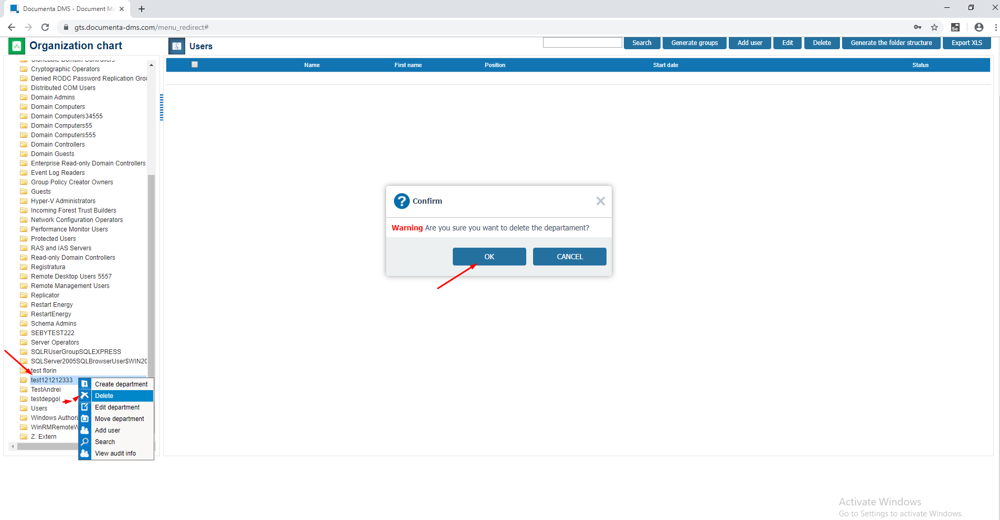 Documenta DMS - Document Ma
gts.documenta-dms.com/menu_redirect#
Se
Organization chart
Users
Search
Generate groups
Add user
Edit
Delete
Generate the folder structure
Export XLS
Name
First name
Position
Start date
Status
Cloneable Domain Controllers
Cryptographic Operators
Denied RODC Password Replication Grou
Distributed COM Users
Domain Admins
Domain Computers
Domain Computers34555
Domain Computers55
Domain Computers555
Domain Controllers
Domain Guests
Enterprise Read-only Domain Controllers
Event Log Readers
Group Policy Creator Owners
Guests
Hyper-V Administrators
Incoming Forest Trust Builders
Network Configuration Operators
Performance Monitor Users
Protected Users
RAS and IAS Servers
Read-only Domain Controllers
Registratura
Remote Desktop Users 5557
Remote Management Users
Replicator
Restart Energy
RestartEnergy
Schema Admins
SEBYTEST222
Server Operators
SQLRUserGroupSQLEXPRESS
SQLServer2005SQLBrowserUser$WIN20
test florin
test121212333
TestAndrei
testdepgol
Users
Windows Authori
WinRMRemoteW
Z. Extern
Create department
Delete
Edit department
Move department
Add user
Search
View audit info
Confirm
Warning Are you sure you want to delete the departament?
OK
CANCEL
Activate Windows
Go to Settings to activate Windows.